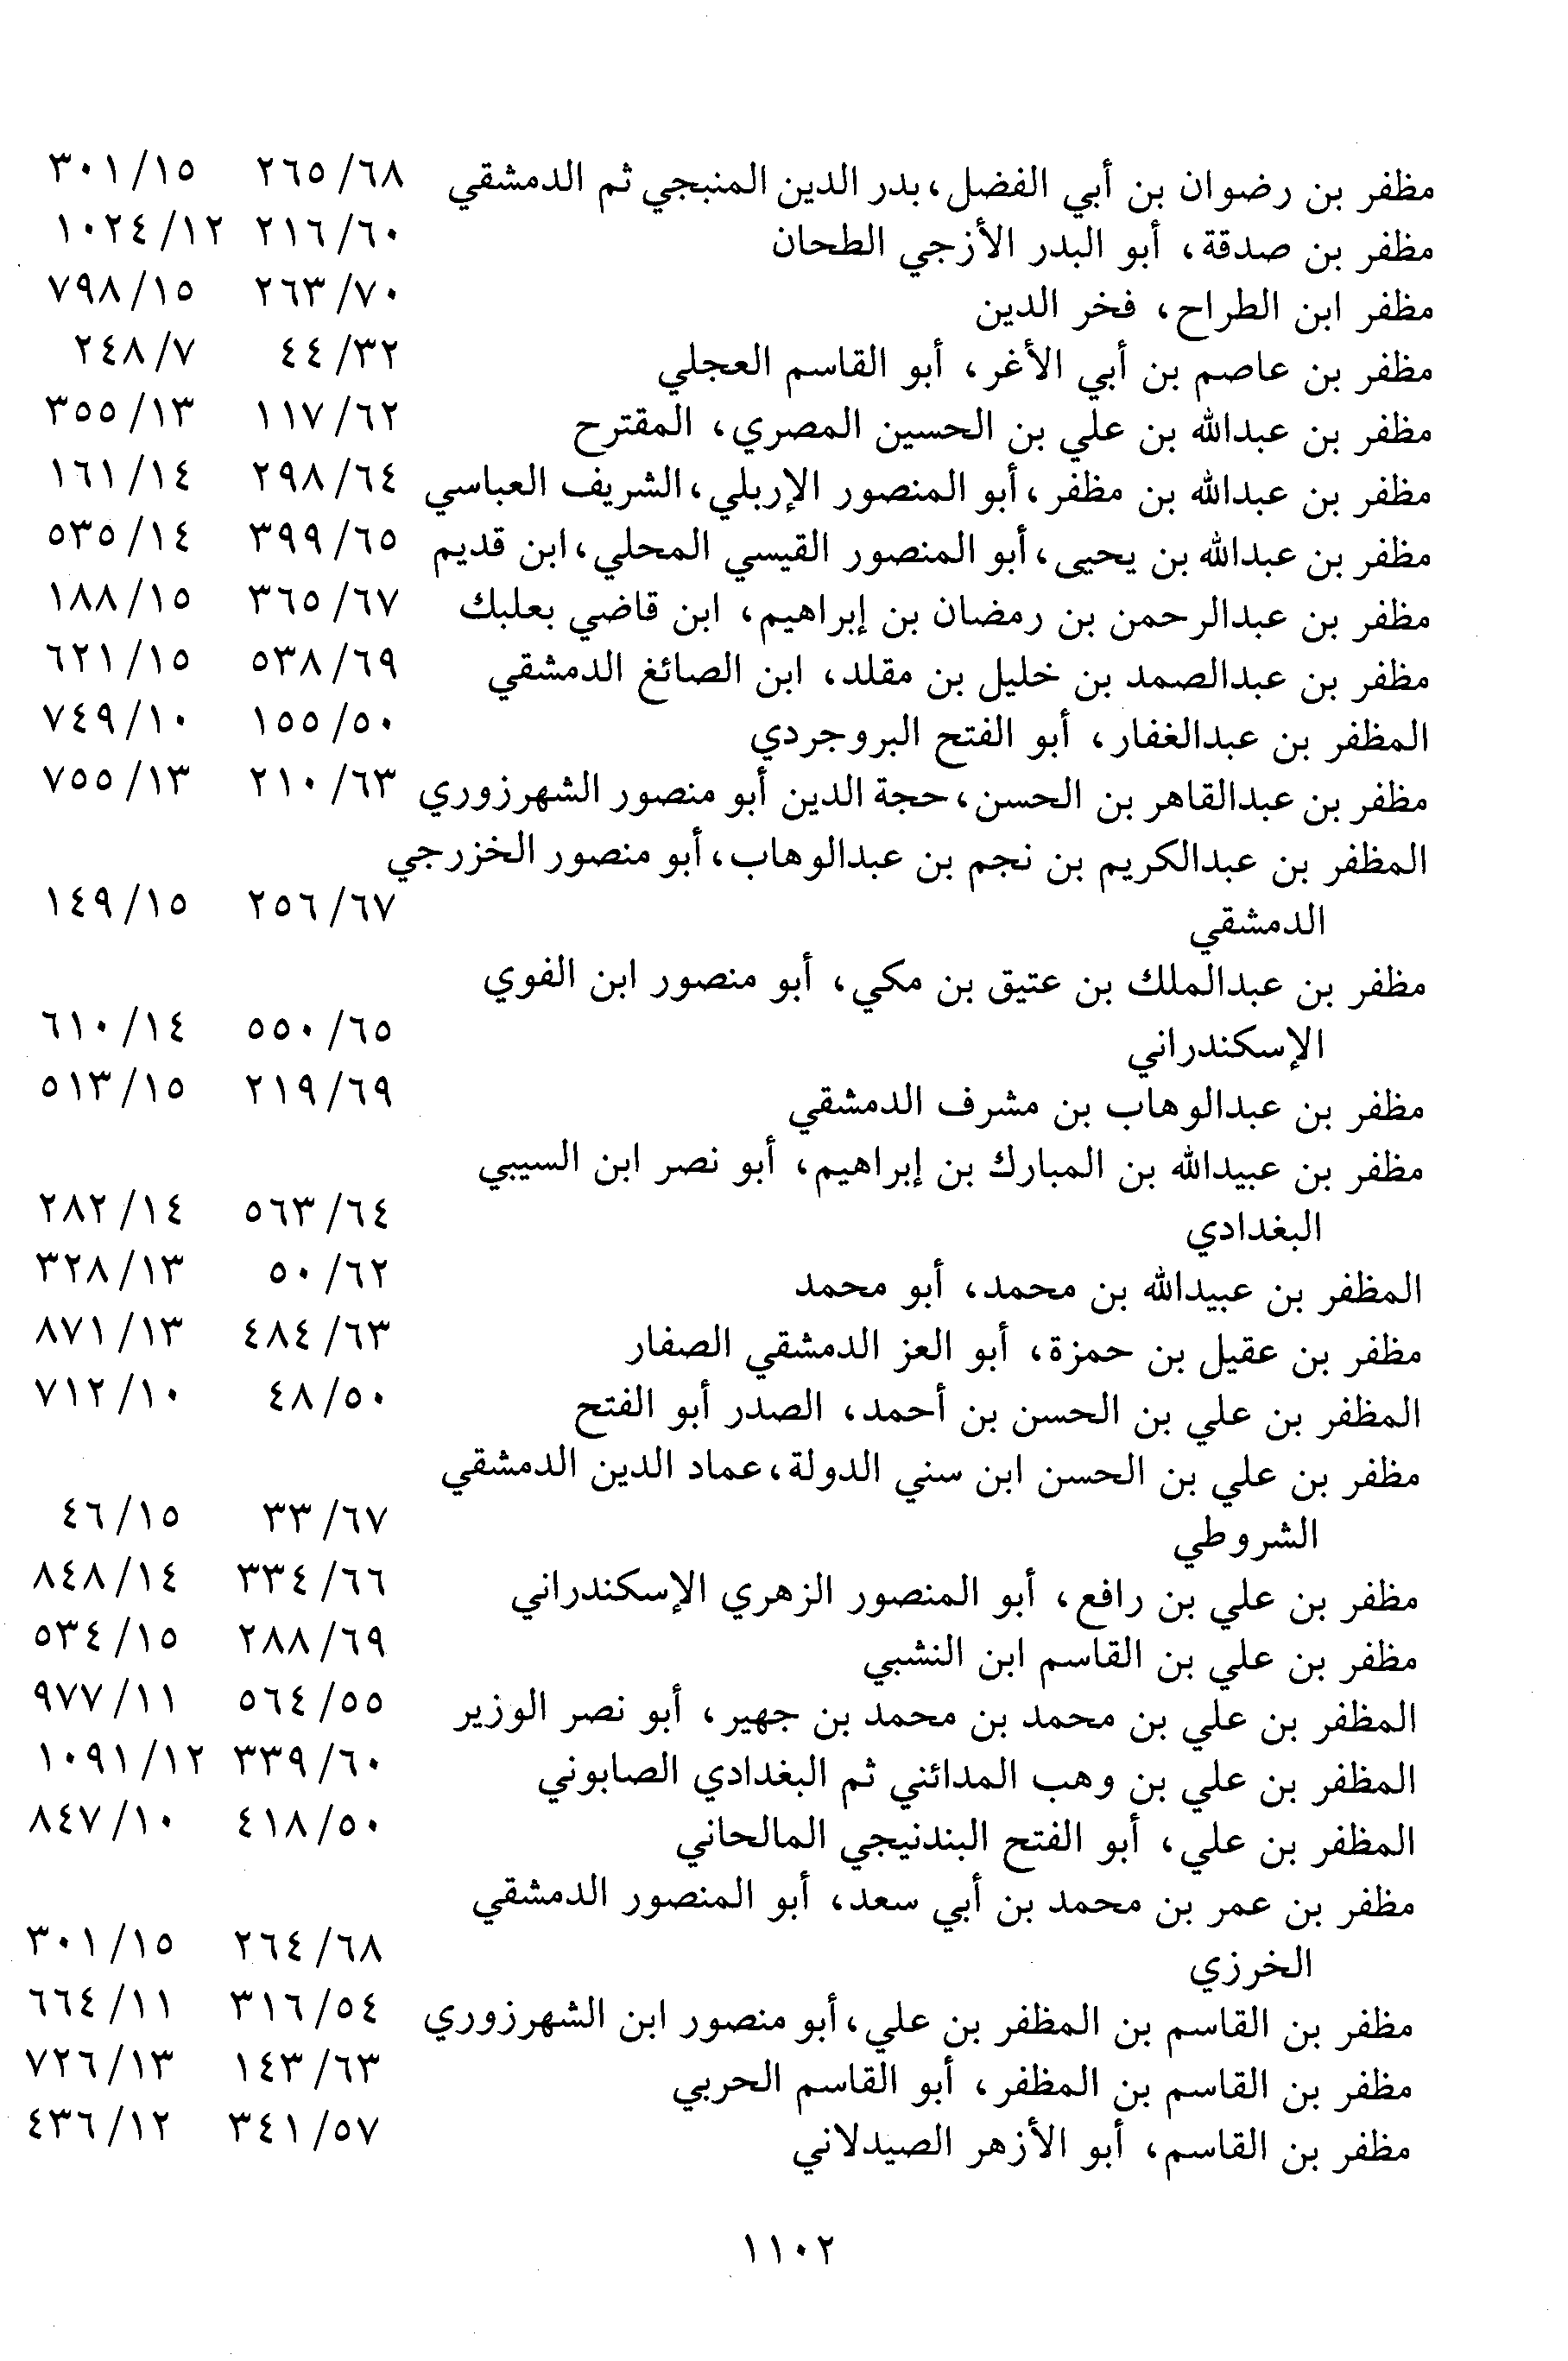 مظفر بن رضوان بن أبي الفضل، بدر الدين المنبجي ثم الدمشقي ٢٦٥/٦٨ ٣٠١/١٥
مظفر بن صدقة، أبو البدر الأزجي الطحان ٢١٦/٦٠ ١٠٢٤/١٢
مظفر ابن الطراح، فخر الدين ٢٦٣/٧٠ ٧٩٨/١٥
مظفر بن عاصم بن أبي الأغر، أبو القاسم العجلي ٤٤/٣٢ ٢٤٨/٧
مظفر بن عبدالله بن علي بن الحسين المصري، المقترح ١١٧/٦٢ ٣٥٥/١٣
مظفر بن عبدالله بن مظفر، أبو المنصور الإربلي، الشريف العباسي ٢٩٨/٦٤ ١٦١/١٤
مظفر بن عبدالله بن يحيى، أبو المنصور القيسي المحلي، ابن قديم ٣٩٩/٦٥ ٥٣٥/١٤
مظفر بن عبدالرحمن بن رمضان بن إبراهيم، ابن قاضي بعلبك ٣٦٥/٦٧ ١٨٨/١٥
مظفر بن عبدالصمد بن خليل بن مقلد، ابن الصائغ الدمشقي ٥٣٨/٦٩ ٦٢١/١٥
المظفر بن عبدالغفار، أبو الفتح البروجردي ١٥٥/٥٠ ٧٤٩/١٠
مظفر بن عبدالقاهر بن الحسن، حجة الدين أبو منصور الشهرزوري ٢١٠/٦٣ ٧٥٥/١٣
المظفر بن عبدالكريم بن نجم بن عبدالوهاب، أبو منصور الخزرجي
الدمشقي ٢٥٦/٦٧ ١٤٩/١٥
مظفر بن عبدالملك بن عتيق بن مكي، أبو منصور ابن الفوي
الإسكندراني ٥٥٠/٦٥ ٦١٠/١٤
مظفر بن عبدالوهاب بن مشرف الدمشقي ٢١٩/٦٩ ٥١٣/١٥
مظفر بن عبيدالله بن المبارك بن إبراهيم، أبو نصر ابن السيبي
البغدادي ٥٦٣/٦٤ ٢٨٢/١٤
المظفر بن عبيدالله بن محمد، أبو محمد ٥٠/٦٢ ٣٢٨/١٣
مظفر بن عقيل بن حمزة، أبو العز الدمشقي الصفار ٤٨٤/٦٣ ٨٧١/١٣
المظفر بن علي بن الحسن بن أحمد، الصدر أبو الفتح ٤٨/٥٠ ٧١٢/١٠
مظفر بن علي بن الحسن ابن سني الدولة، عماد الدين الدمشقي
الشروطي ٣٣/٦٧ ٤٦/١٥
مظفر بن علي بن رافع، أبو المنصور الزهري الإسكندراني ٣٣٤/٦٦ ٨٤٨/١٤
مظفر بن علي بن القاسم ابن النشبي ٢٨٨/٦٩ ٥٣٤/١٥
المظفر بن علي بن محمد بن محمد بن جهير، أبو نصر الوزير ٥٦٤/٥٥ ٩٧٧/١١
المظفر بن علي بن وهب المدائني ثم البغدادي الصابوني ٣٣٩/٦٠ ١٠٩١/١٢
المظفر بن علي، أبو الفتح البندنيجي المالحاني ٤١٨/٥٠ ٨٤٧/١٠
مظفر بن عمر بن محمد بن أبي سعد، أبو المنصور الدمشقي
الخرزي ٢٦٤/٦٨ ٣٠١/١٥
مظفر بن القاسم بن المظفر بن علي، أبو منصور ابن الشهرزوري ٣١٦/٥٤ ٦٦٤/١١
مظفر بن القاسم بن المظفر، أبو القاسم الحربي ١٤٣/٦٣ ٧٢٦/١٣
مظفر بن القاسم، أبو الأزهر الصيدلاني ٣٤١/٥٧ ٤٣٦/١٢
١١٠٢